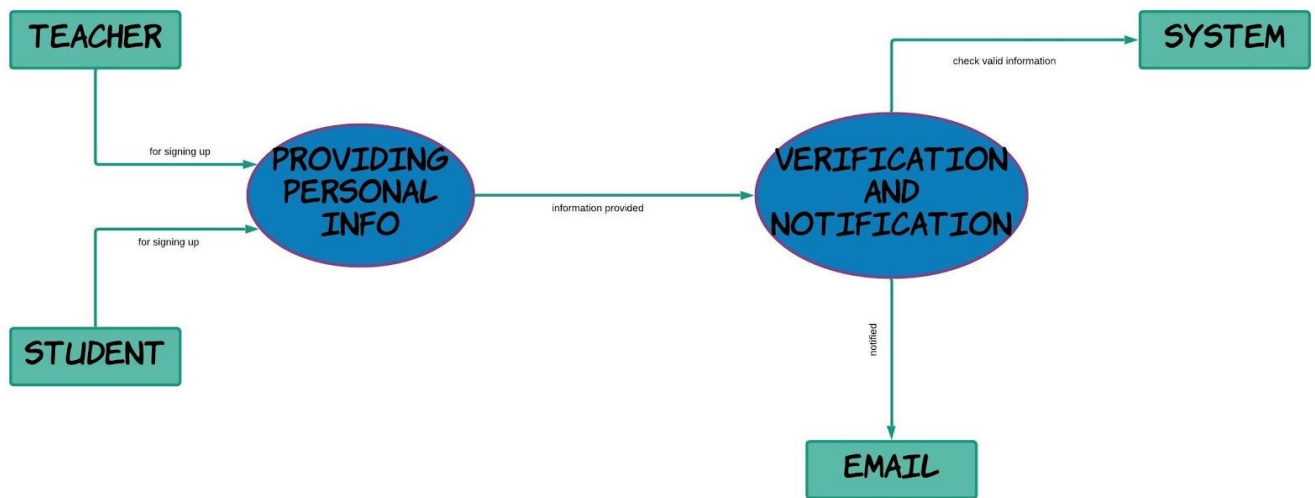 TEACHER
SYSTEM
check valid information
for signing up
PROVIDING
PERSONAL
INFO
VERIFICATION
AND
NOTIFICATION
information provided
for signing up
STUDENT
notified
EMAIL